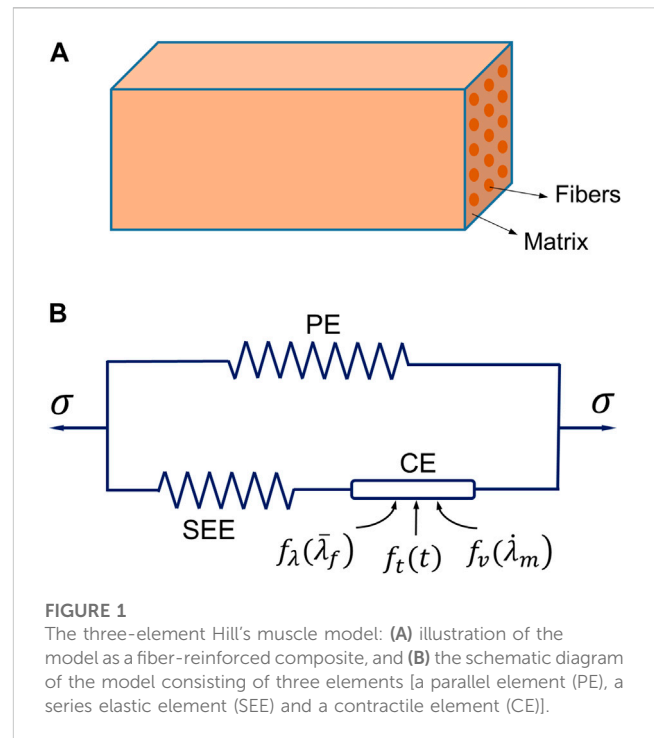 A
Fibers
Matrix
B
PE
σ
σ
CE
SEE
f_λ(λ̄_f)
f_t(t)
f_v(λ̇_m)
FIGURE 1
The three-element Hill's muscle model: (A) illustration of the
model as a fiber-reinforced composite, and (B) the schematic diagram
of the model consisting of three elements [a parallel element (PE), a
series elastic element (SEE) and a contractile element (CE)].